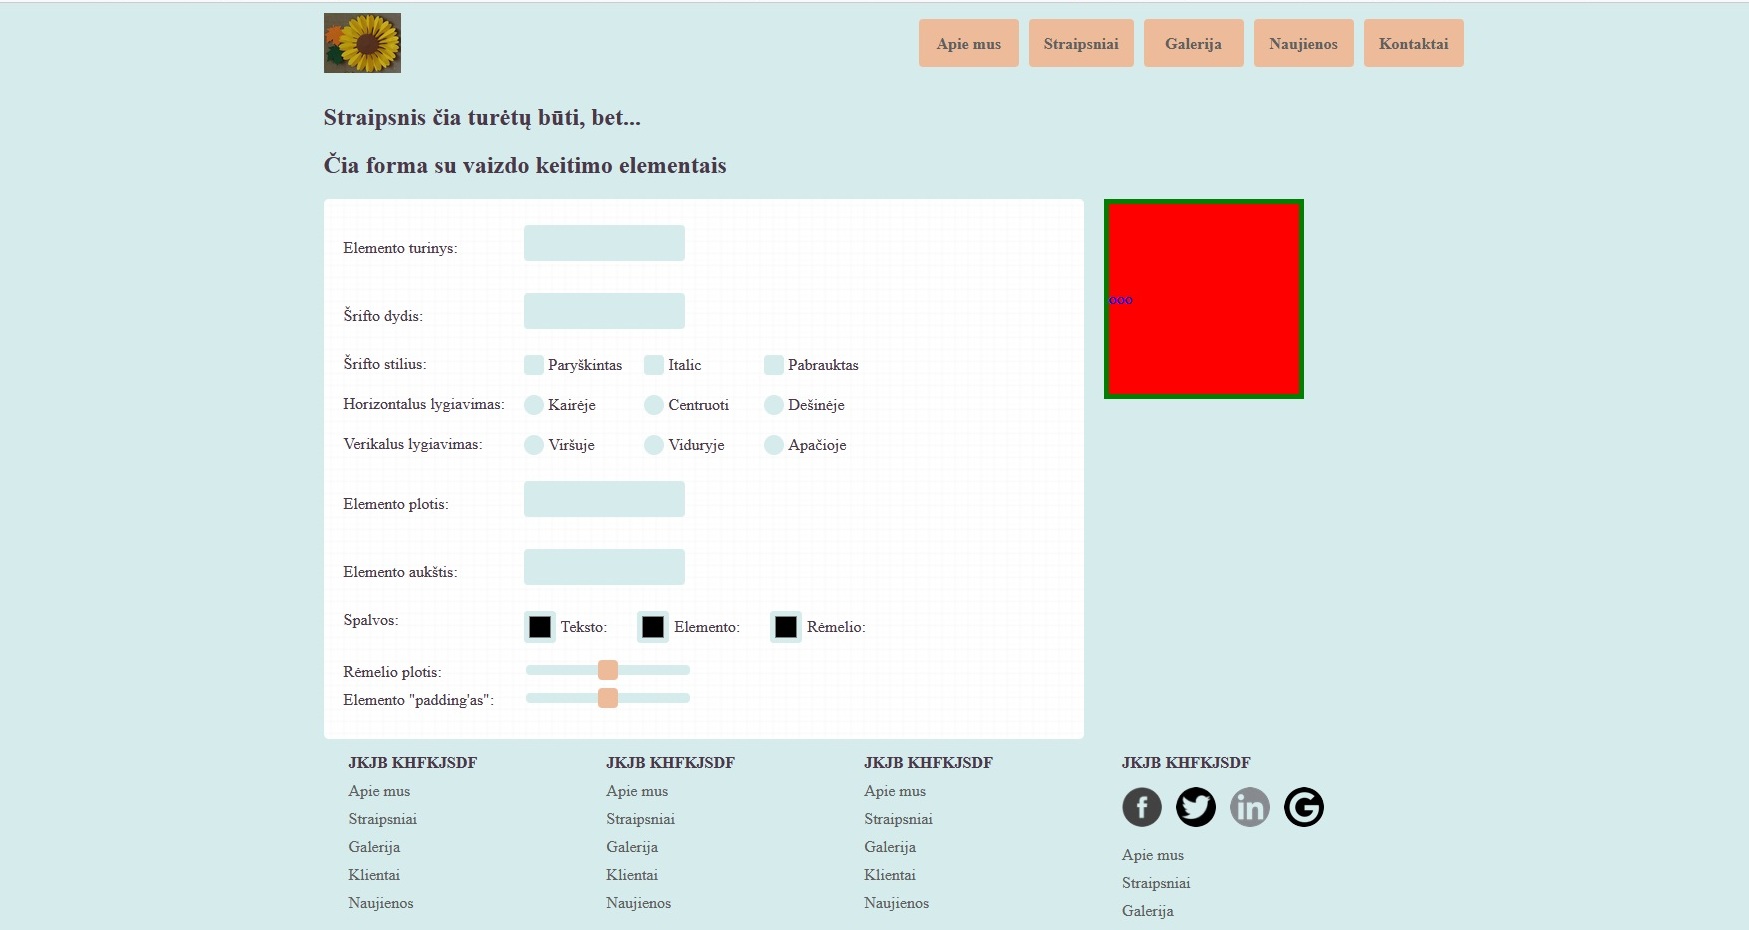 Apie mus Straipsniai Galerija Naujienos Kontaktai
Straipsnis čia turėtų būti, bet...
Čia forma su vaizdo keitimo elementais
Elemento turinys:
Šrifto dydis:
Šrifto stilius: Paryškintas Italic Pabrauktas
Horizontalus lygiavimas: Kairėje Centruoti Dešinėje
Verikalus lygiavimas: Viršuje Viduryje Apačioje
Elemento plotis:
Elemento aukštis:
Spalvos: Teksto: Elemento: Rėmelio:
Rėmelio plotis:
Elemento "padding'as":
ooo
JKJB KHFKJSDF
Apie mus
Straipsniai
Galerija
Klientai
Naujienos
JKJB KHFKJSDF
Apie mus
Straipsniai
Galerija
Klientai
Naujienos
JKJB KHFKJSDF
Apie mus
Straipsniai
Galerija
Klientai
Naujienos
JKJB KHFKJSDF
f in G
Apie mus
Straipsniai
Galerija